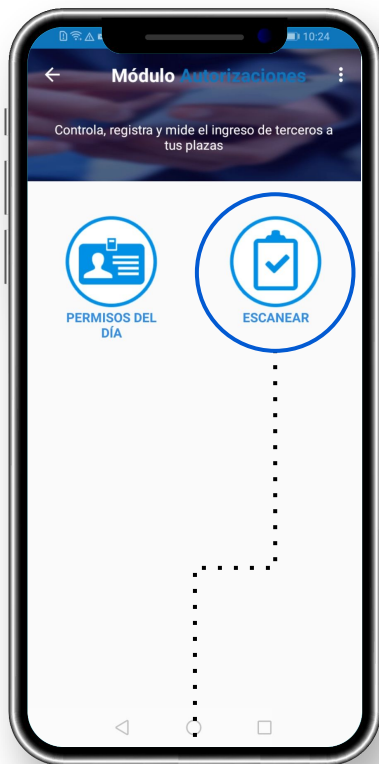 10:24
Módulo Autorizaciones
Controla, registra y mide el ingreso de terceros a
tus plazas
PERMISOS DEL
DÍA
ESCANEAR